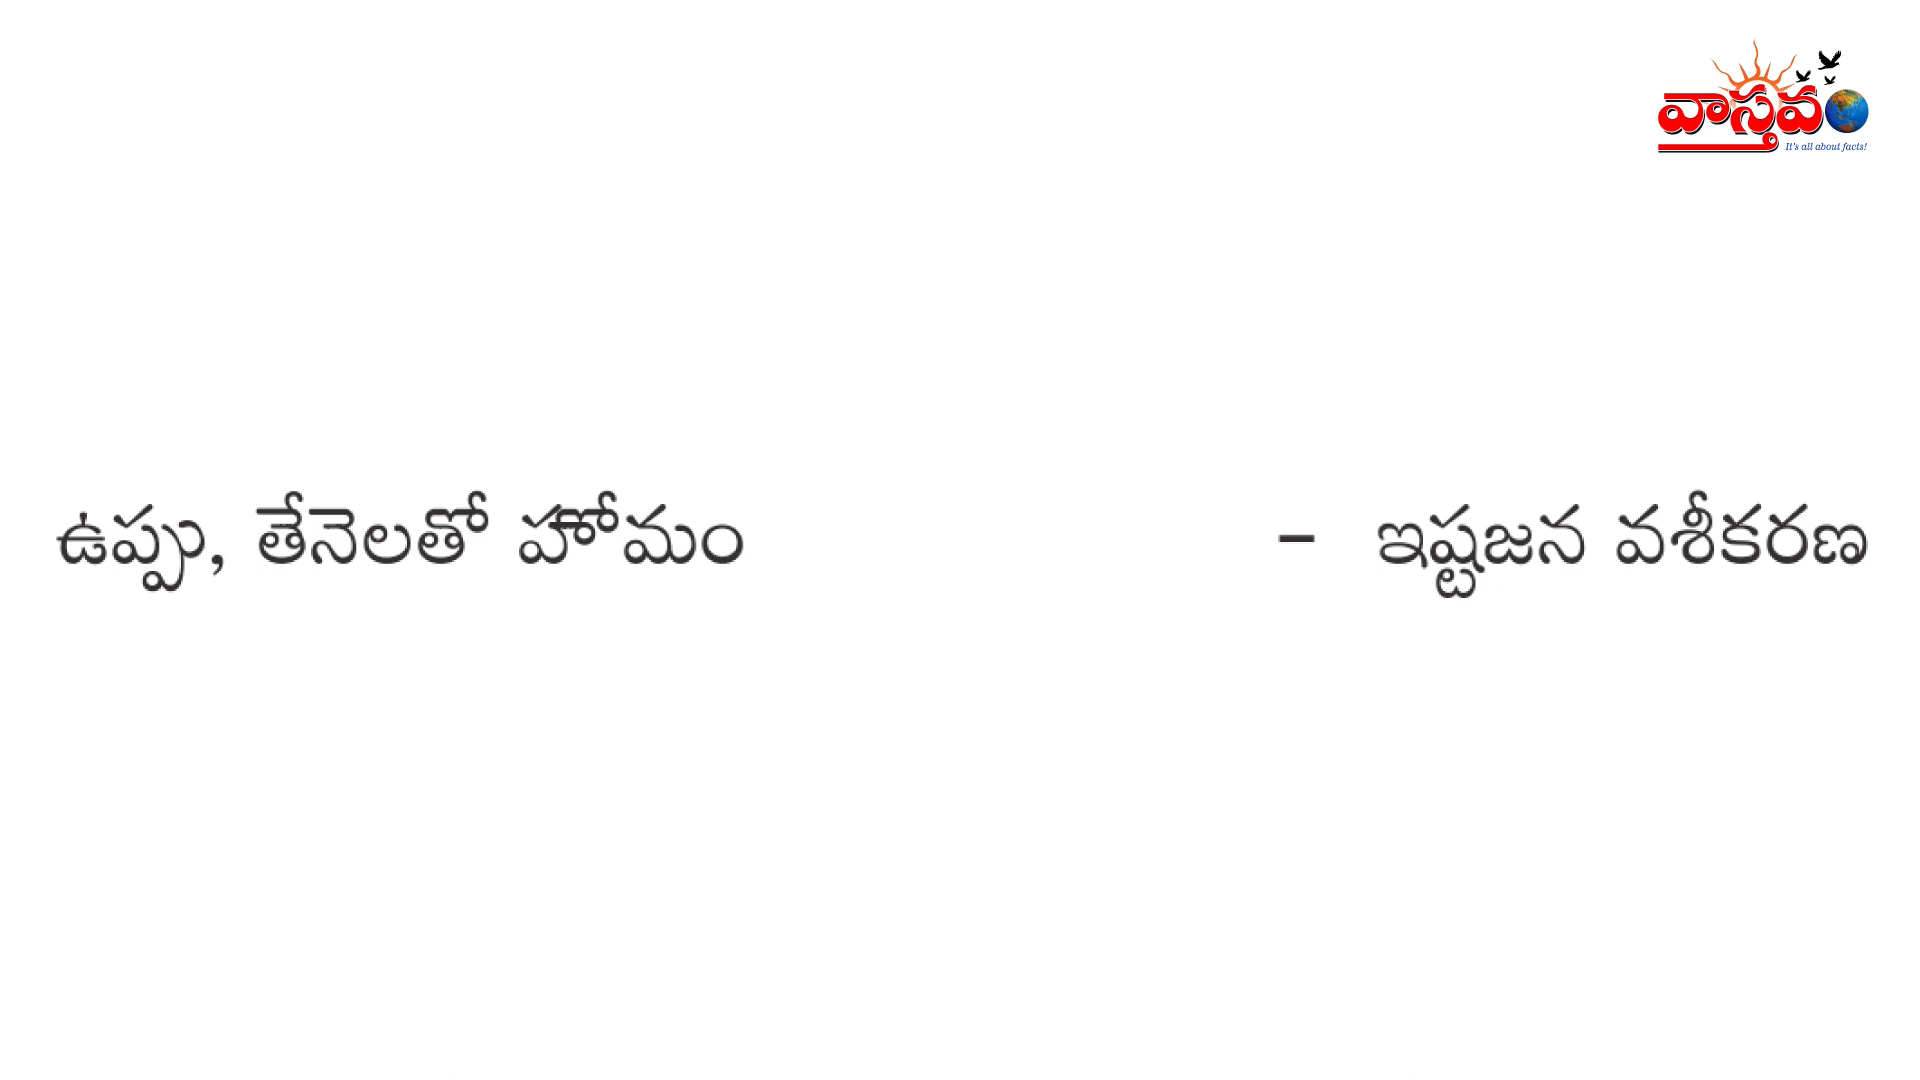 వాస్తవం
It's all about facts!
ఉప్పు, తేనెలతో హోమం – ఇష్టజన వశీకరణ